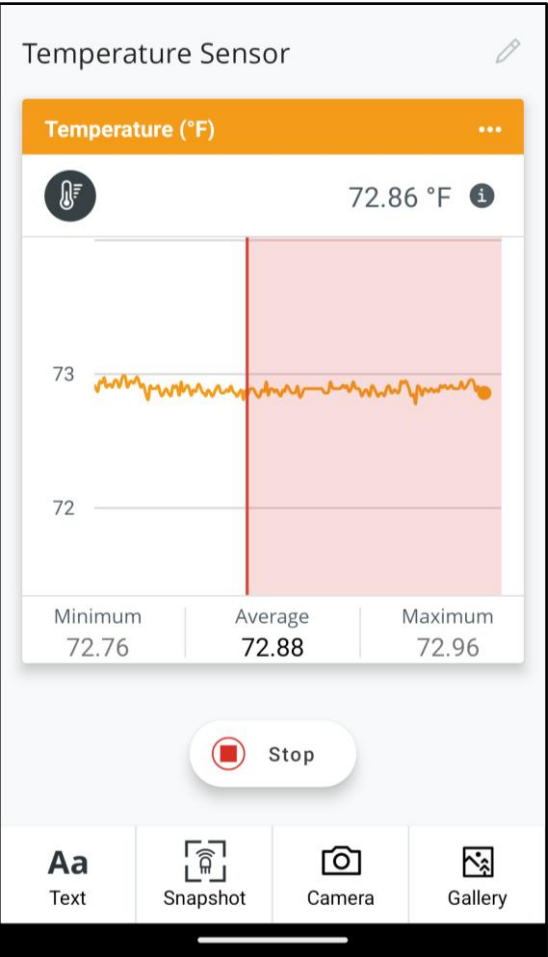 Temperature Sensor
Temperature (°F)
72.86 °F
73
72
Minimum Average Maximum
72.76 72.88 72.96
Stop
Aa
Text Snapshot Camera Gallery